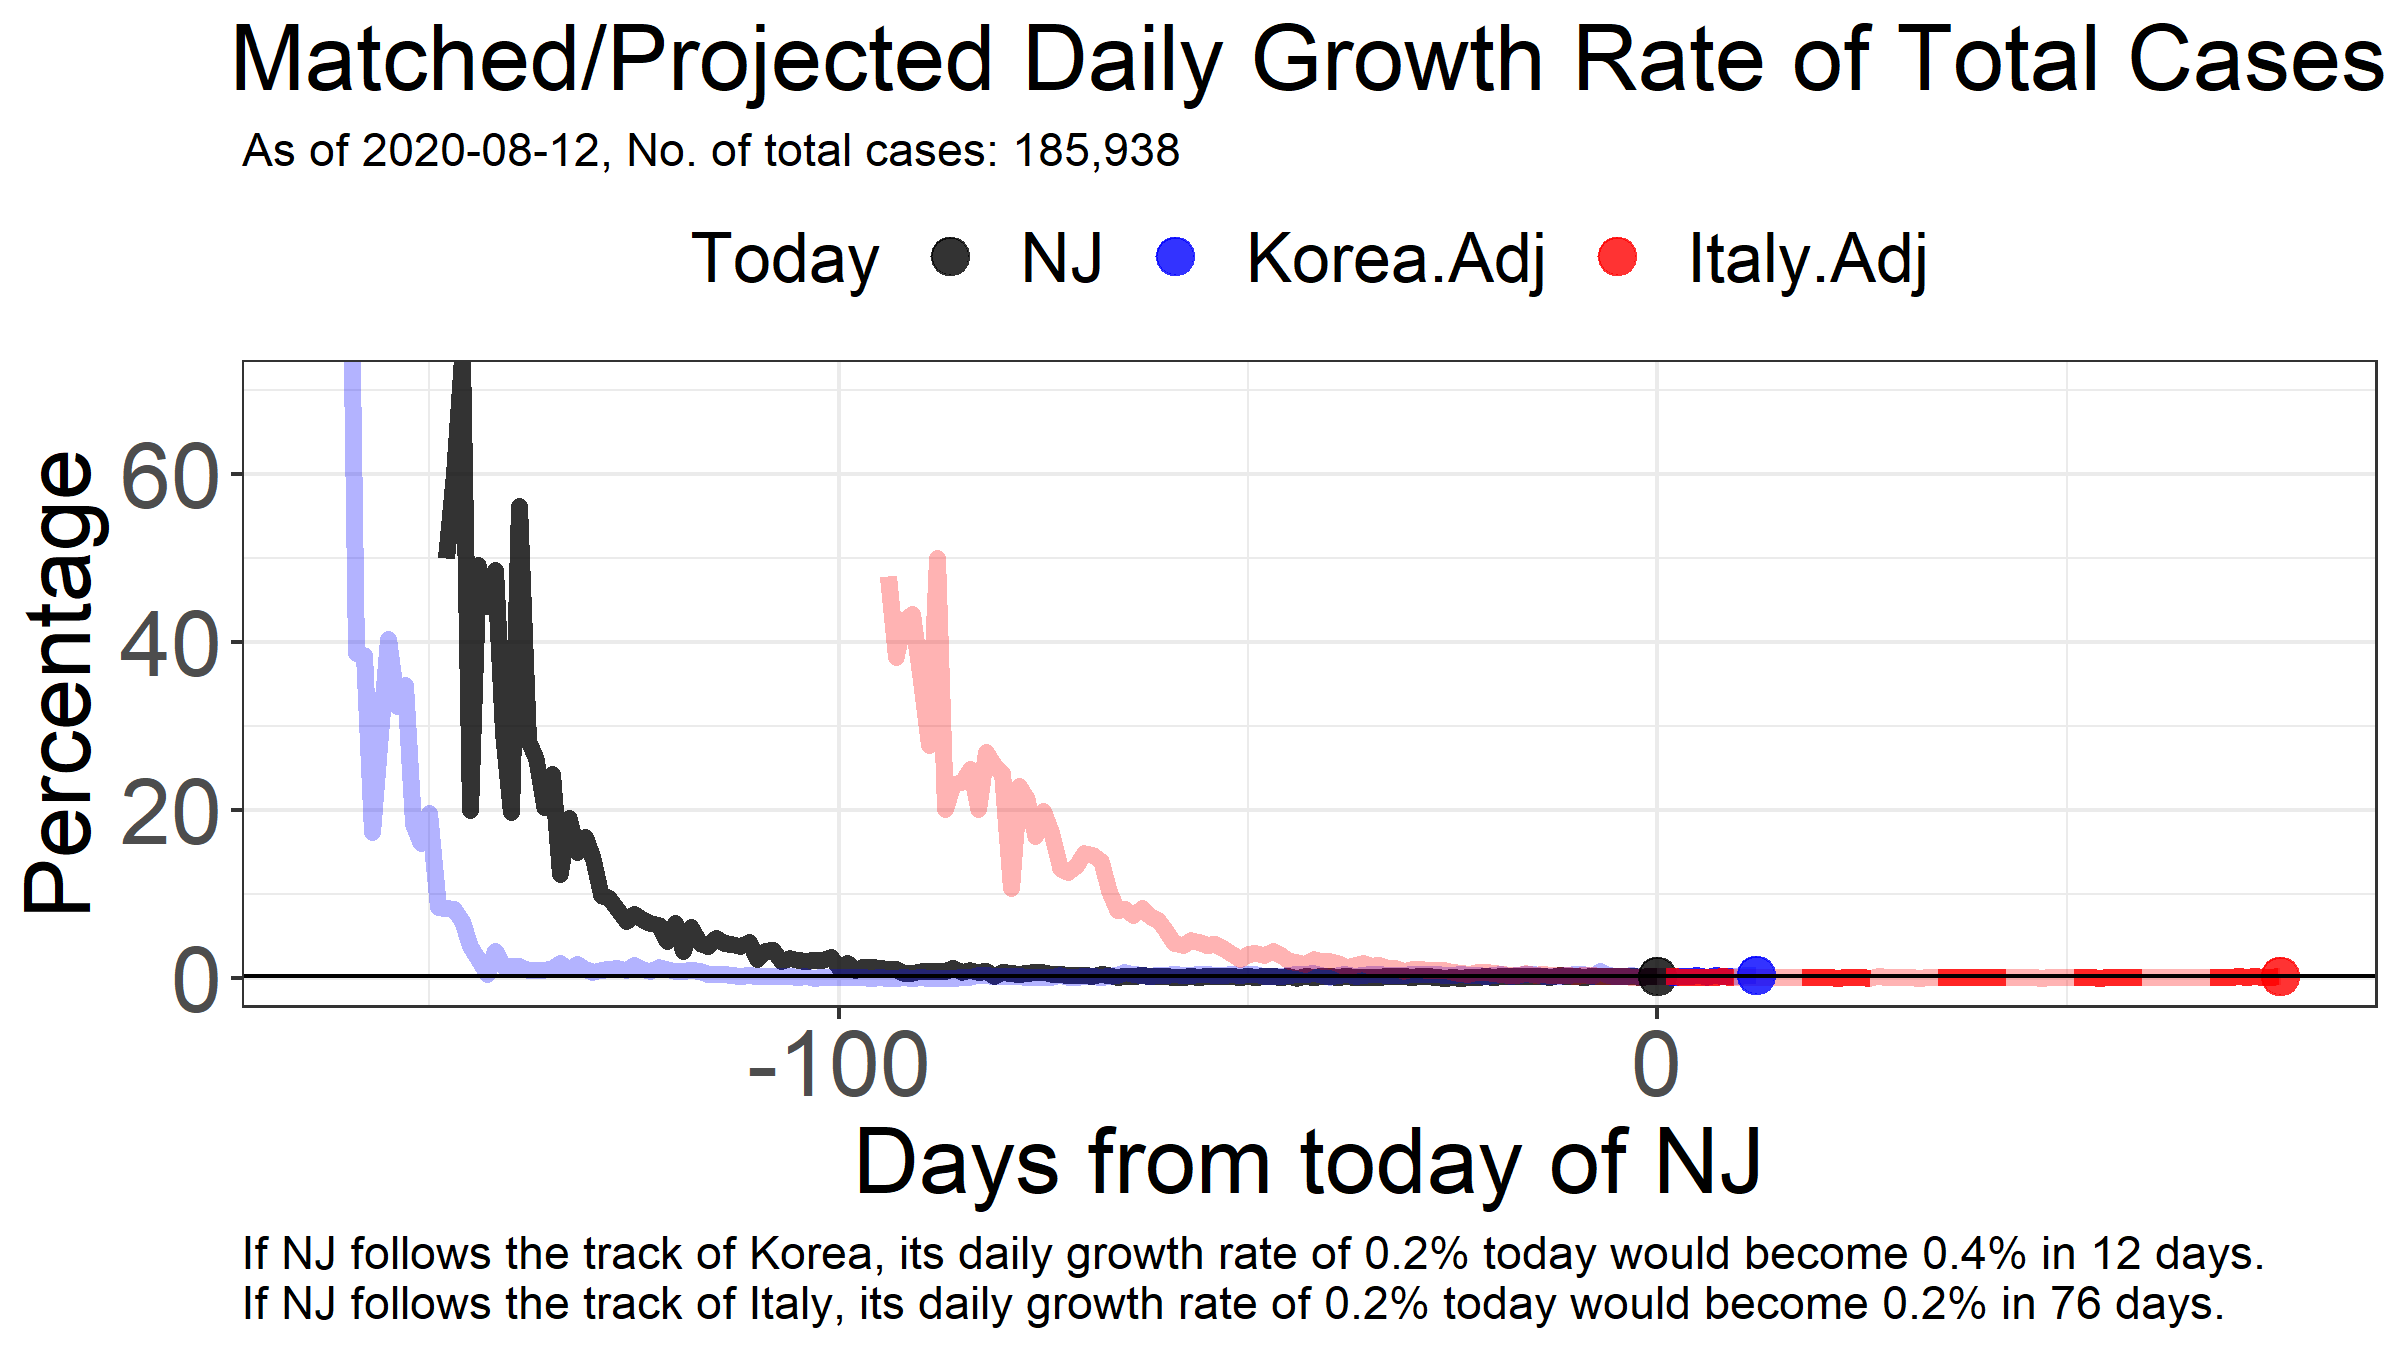 Matched/Projected Daily Growth Rate of Total Cases
As of 2020-08-12, No. of total cases: 185,938
Today NJ Korea.Adj Italy.Adj
Percentage
60
40
20
0
-100 0
Days from today of NJ
If NJ follows the track of Korea, its daily growth rate of 0.2% today would become 0.4% in 12 days.
If NJ follows the track of Italy, its daily growth rate of 0.2% today would become 0.2% in 76 days.